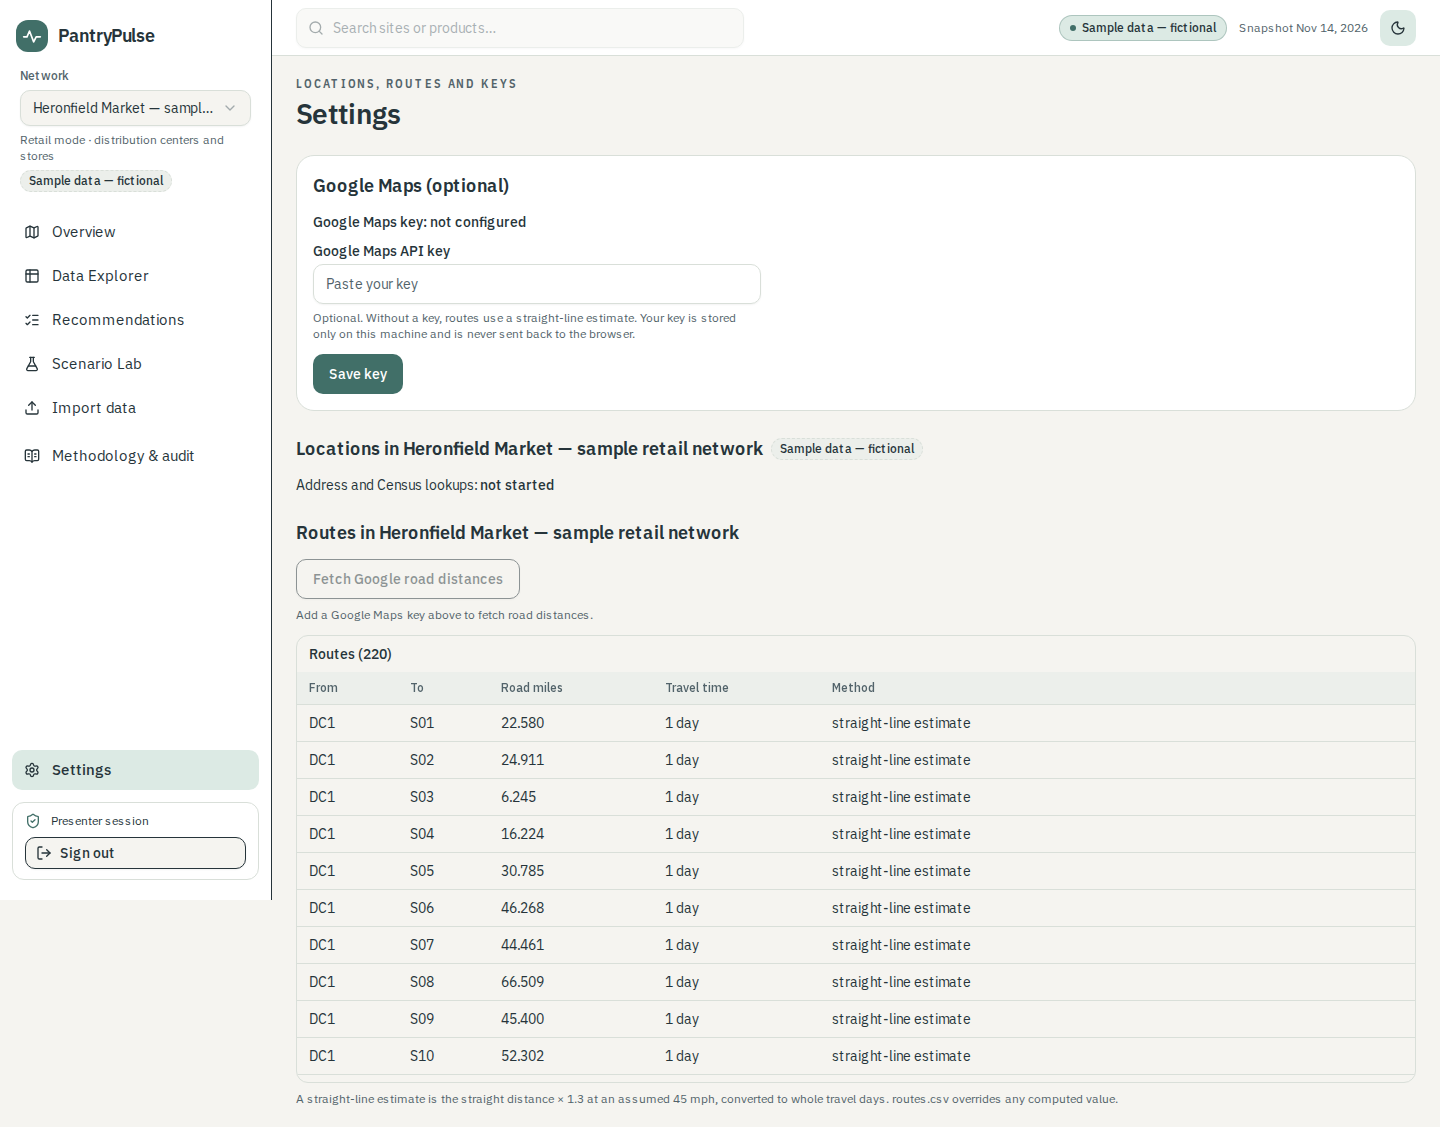 PantryPulse
Network
Heronfield Market — sampl...
Retail mode · distribution centers and
stores
Sample data — fictional
Overview
Data Explorer
Recommendations
Scenario Lab
Import data
Methodology & audit
Settings
Presenter session
Sign out
Search sites or products...
Sample data — fictional
Snapshot Nov 14, 2026
LOCATIONS, ROUTES AND KEYS
Settings
Google Maps (optional)
Google Maps key: not configured
Google Maps API key
Paste your key
Optional. Without a key, routes use a straight-line estimate. Your key is stored
only on this machine and is never sent back to the browser.
Save key
Locations in Heronfield Market — sample retail network Sample data — fictional
Address and Census lookups: not started
Routes in Heronfield Market — sample retail network
Fetch Google road distances
Add a Google Maps key above to fetch road distances.
Routes (220)
From To Road miles Travel time Method
DC1 S01 22.580 1 day straight-line estimate
DC1 S02 24.911 1 day straight-line estimate
DC1 S03 6.245 1 day straight-line estimate
DC1 S04 16.224 1 day straight-line estimate
DC1 S05 30.785 1 day straight-line estimate
DC1 S06 46.268 1 day straight-line estimate
DC1 S07 44.461 1 day straight-line estimate
DC1 S08 66.509 1 day straight-line estimate
DC1 S09 45.400 1 day straight-line estimate
DC1 S10 52.302 1 day straight-line estimate
A straight-line estimate is the straight distance × 1.3 at an assumed 45 mph, converted to whole travel days. routes.csv overrides any computed value.